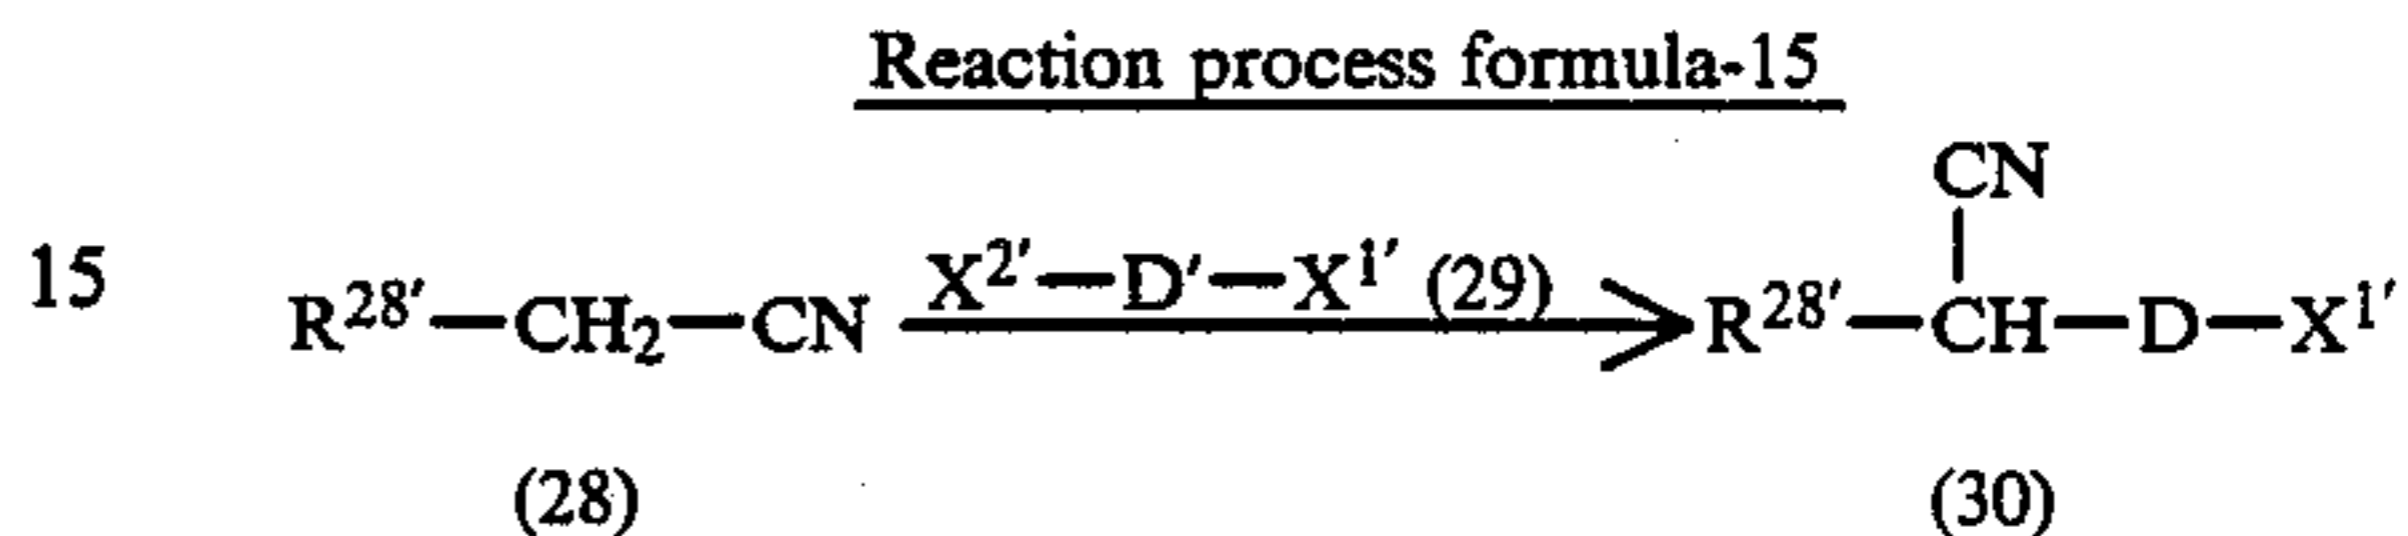 Reaction process formula-15
CN
15 R28′—CH2—CN X2′—D′—X1′ (29) R28′—CH—D—X1′
(28) (30)